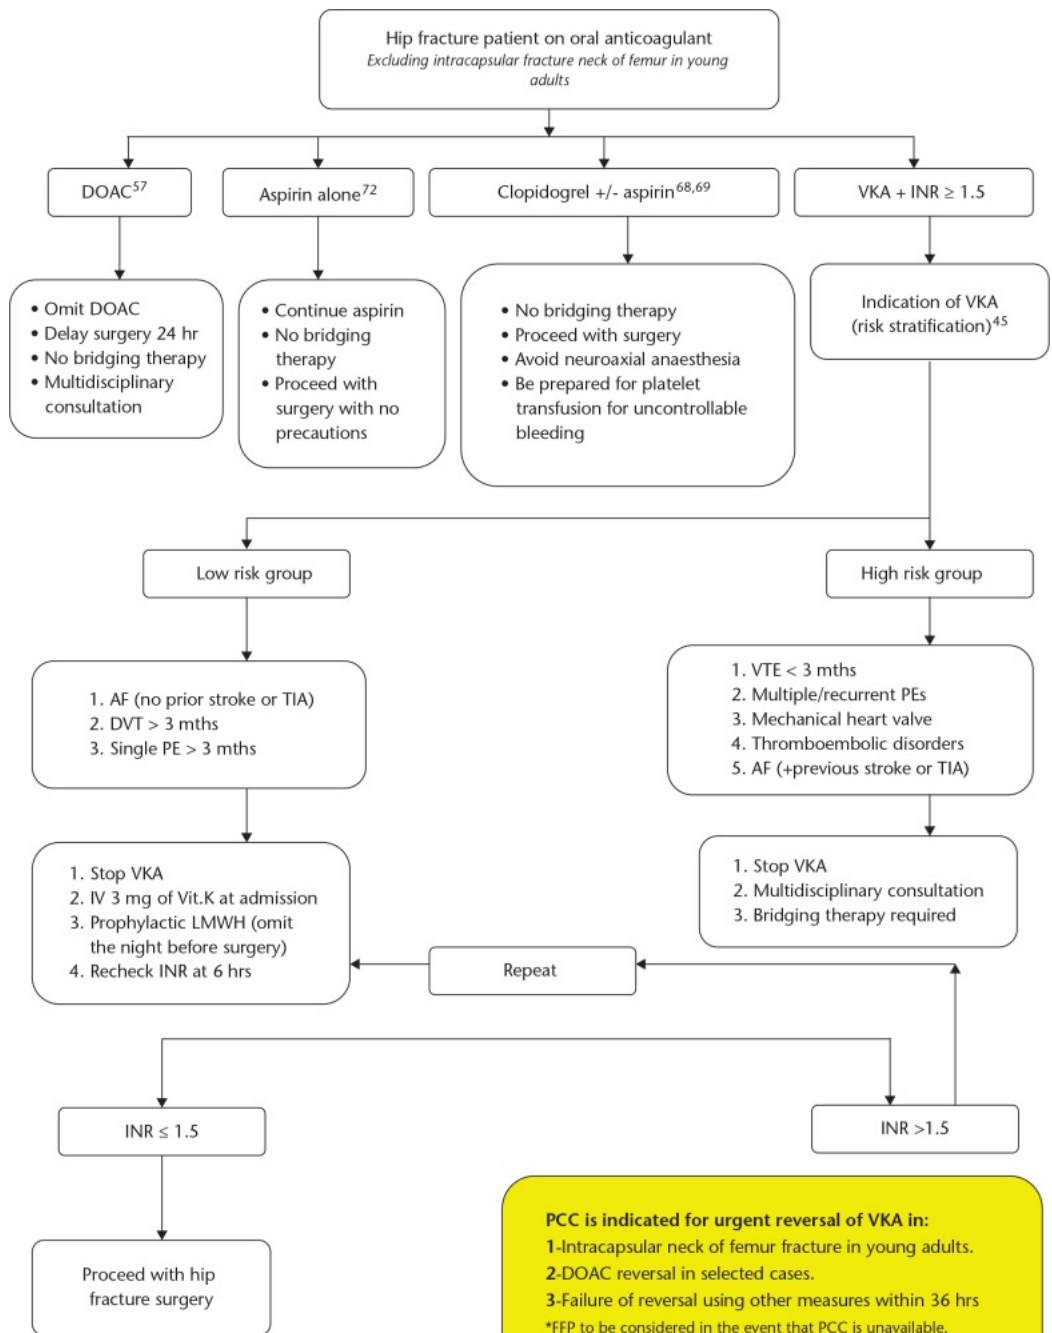 Hip fracture patient on oral anticoagulant
Excluding intracapsular fracture neck of femur in young
adults
DOAC57
Aspirin alone72
Clopidogrel +/- aspirin68,69
VKA + INR ≥ 1.5
• Omit DOAC
• Delay surgery 24 hr
• No bridging therapy
• Multidisciplinary
consultation
• Continue aspirin
• No bridging
therapy
• Proceed with
surgery with no
precautions
• No bridging therapy
• Proceed with surgery
• Avoid neuroaxial anaesthesia
• Be prepared for platelet
transfusion for uncontrollable
bleeding
Indication of VKA
(risk stratification)45
Low risk group
High risk group
1. AF (no prior stroke or TIA)
2. DVT > 3 mths
3. Single PE > 3 mths
1. VTE < 3 mths
2. Multiple/recurrent PEs
3. Mechanical heart valve
4. Thromboembolic disorders
5. AF (+previous stroke or TIA)
1. Stop VKA
2. IV 3 mg of Vit.K at admission
3. Prophylactic LMWH (omit
the night before surgery)
4. Recheck INR at 6 hrs
1. Stop VKA
2. Multidisciplinary consultation
3. Bridging therapy required
Repeat
INR ≤ 1.5
INR >1.5
Proceed with hip
fracture surgery
PCC is indicated for urgent reversal of VKA in:
1-Intracapsular neck of femur fracture in young adults.
2-DOAC reversal in selected cases.
3-Failure of reversal using other measures within 36 hrs
*FFP to be considered in the event that PCC is unavailable.